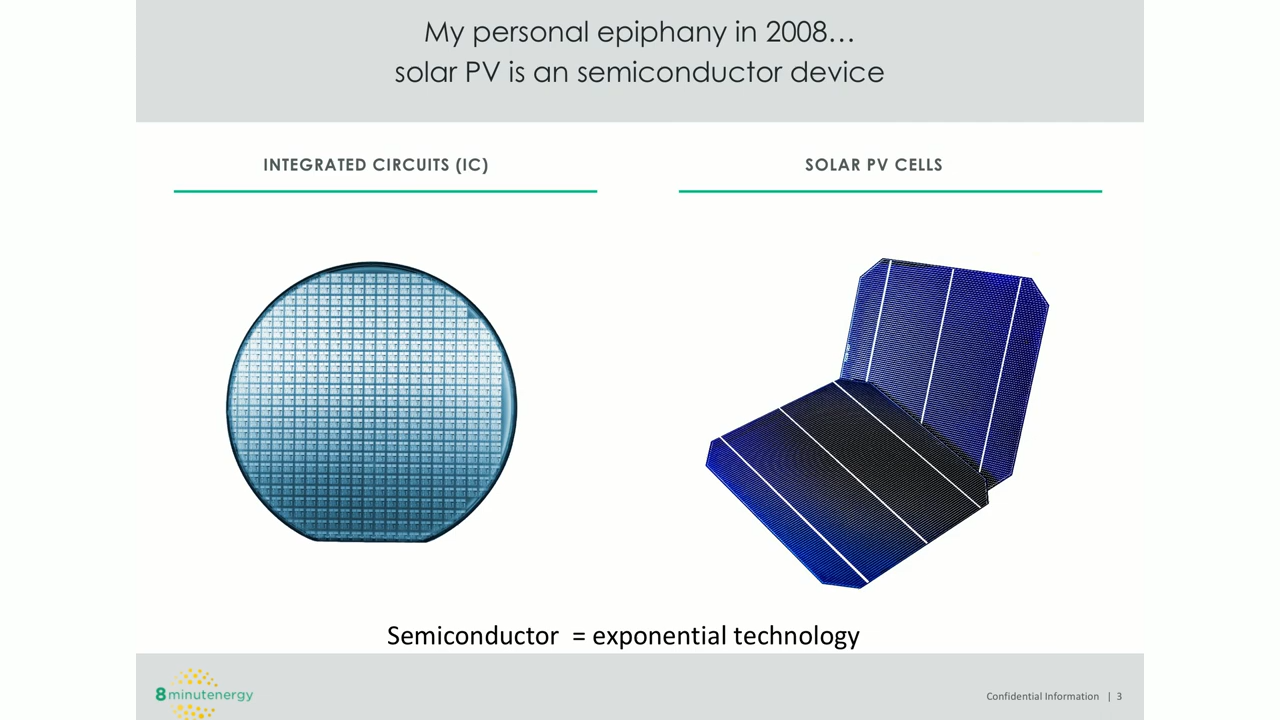 My personal epiphany in 2008…
solar PV is an semiconductor device
INTEGRATED CIRCUITS (IC)
SOLAR PV CELLS
Semiconductor = exponential technology
8minutenergy
Confidential Information | 3